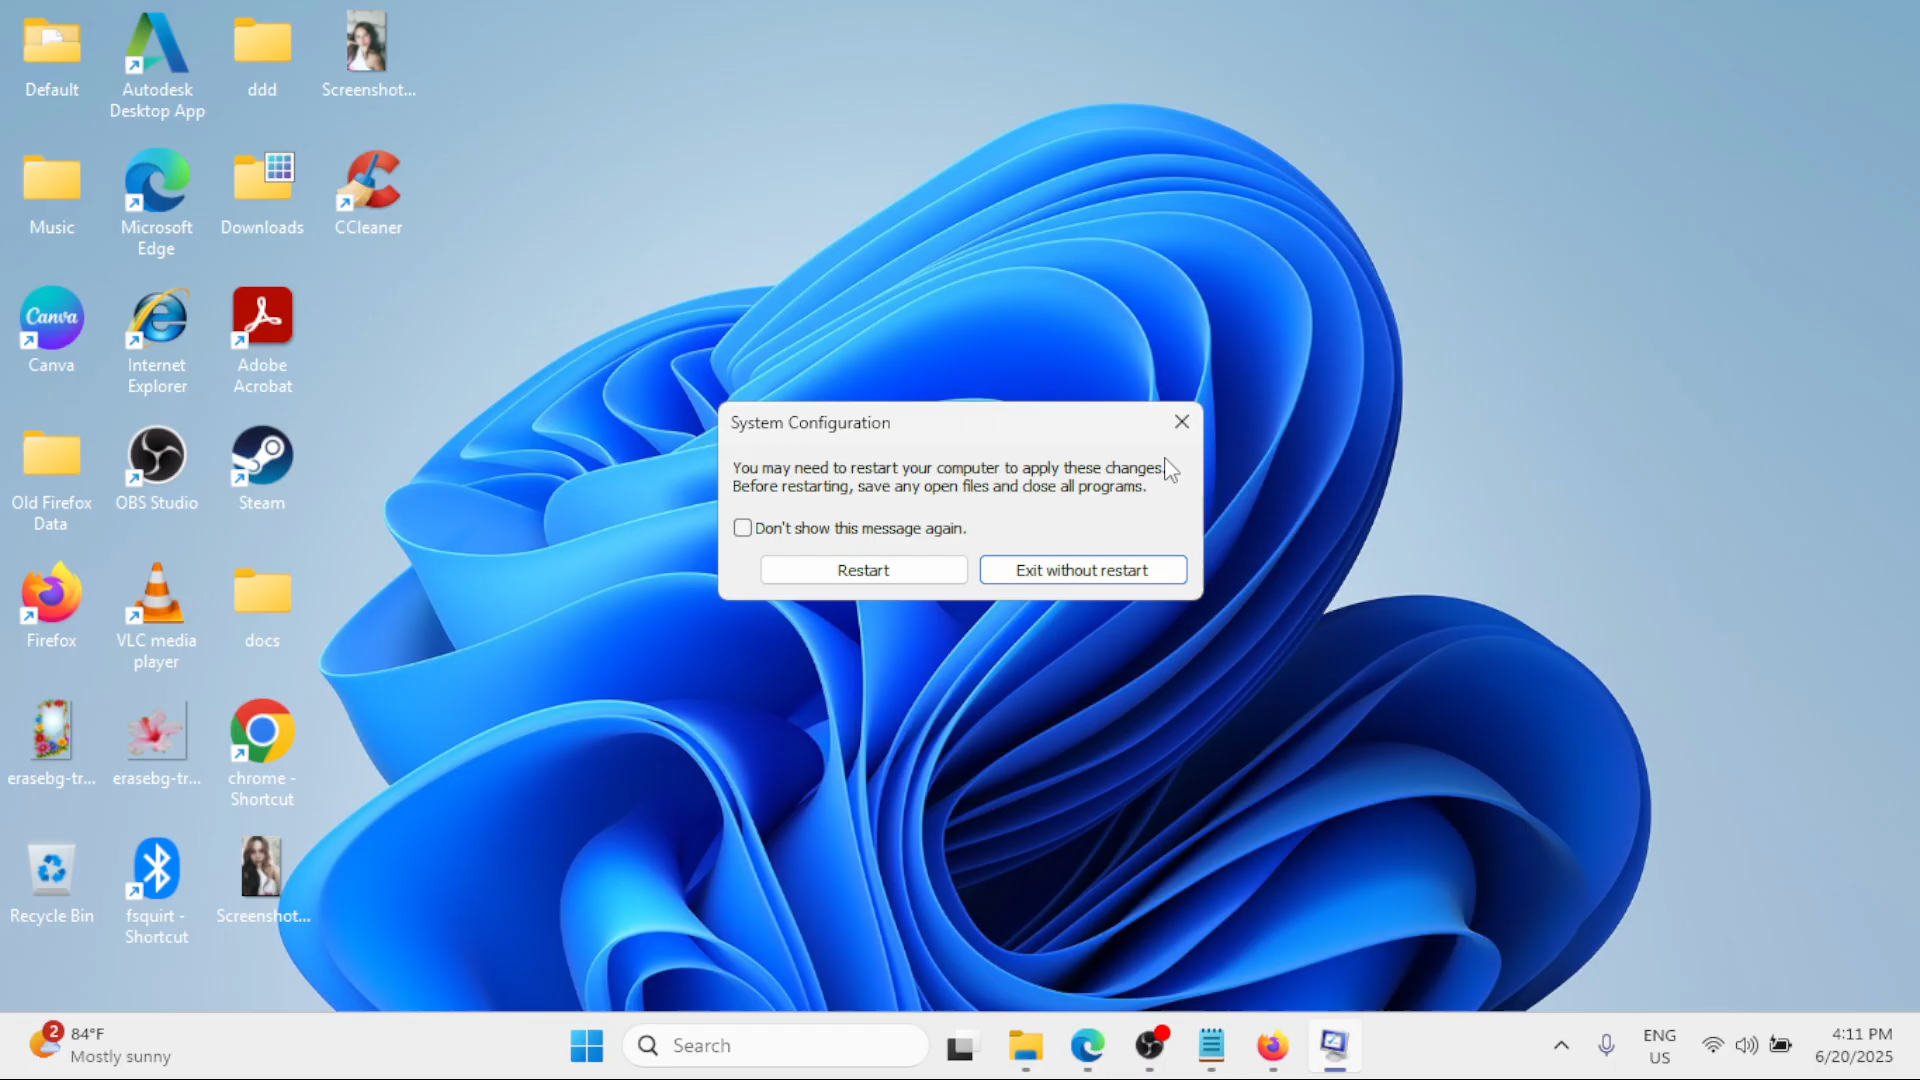 Default
Autodesk
Desktop App
ddd
Screenshot...
Music
Microsoft
Edge
Downloads
CCleaner
Canva
Canva
Internet
Explorer
Adobe
Acrobat
Old Firefox
Data
OBS Studio
Steam
Firefox
VLC media
player
docs
erasebg-tr...
erasebg-tr...
chrome -
Shortcut
Recycle Bin
fsquirt -
Shortcut
Screenshot...
System Configuration
You may need to restart your computer to apply these changes.
Before restarting, save any open files and close all programs.
Don't show this message again.
Restart
Exit without restart
2
84°F
Mostly sunny
Search
ENG
US
4:11 PM
6/20/2025